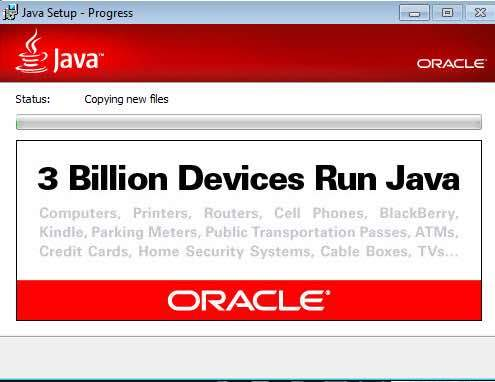 Java Setup - Progress
Java™
ORACLE
Status: Copying new files
3 Billion Devices Run Java
Computers, Printers, Routers, Cell Phones, BlackBerry,
Kindle, Parking Meters, Public Transportation Passes, ATMs,
Credit Cards, Home Security Systems, Cable Boxes, TVs...
ORACLE®